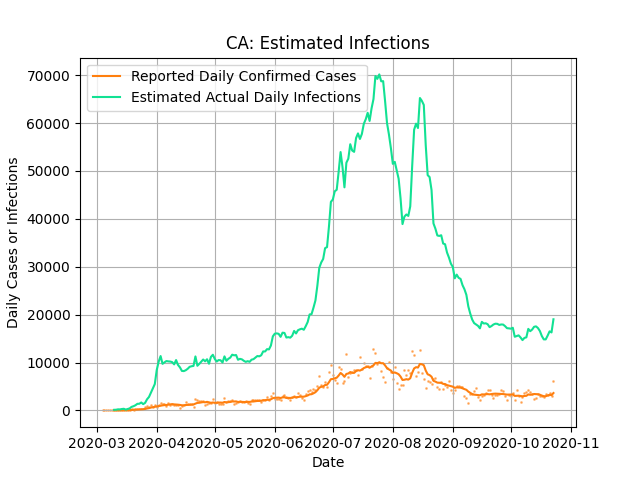 CA: Estimated Infections
Reported Daily Confirmed Cases
Estimated Actual Daily Infections
Daily Cases or Infections
70000
60000
50000
40000
30000
20000
10000
0
2020-03 2020-04 2020-05 2020-06 2020-07 2020-08 2020-09 2020-10 2020-11
Date